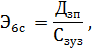 Э_бс = Д_зп / С_зуз ,